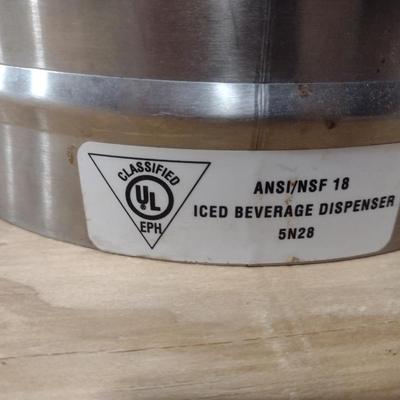 CLASSIFIED
UL
EPH
ANSI/NSF 18
ICED BEVERAGE DISPENSER
5N28